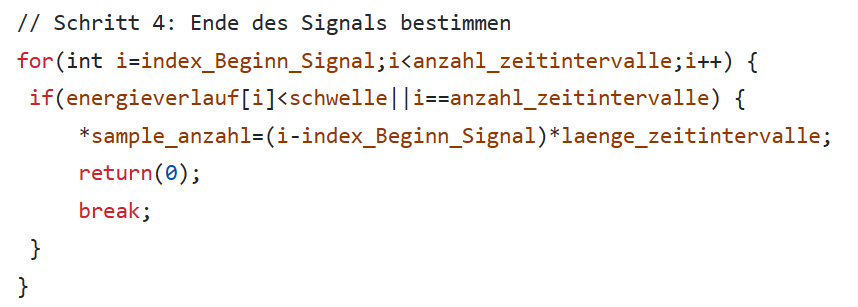 // Schritt 4: Ende des Signals bestimmen
for(int i=index_Beginn_Signal;i<anzahl_zeitintervalle;i++) {
if(energieverlauf[i]<schwelle||i==anzahl_zeitintervalle) {
*sample_anzahl=(i-index_Beginn_Signal)*laenge_zeitintervalle;
return(0);
break;
}
}